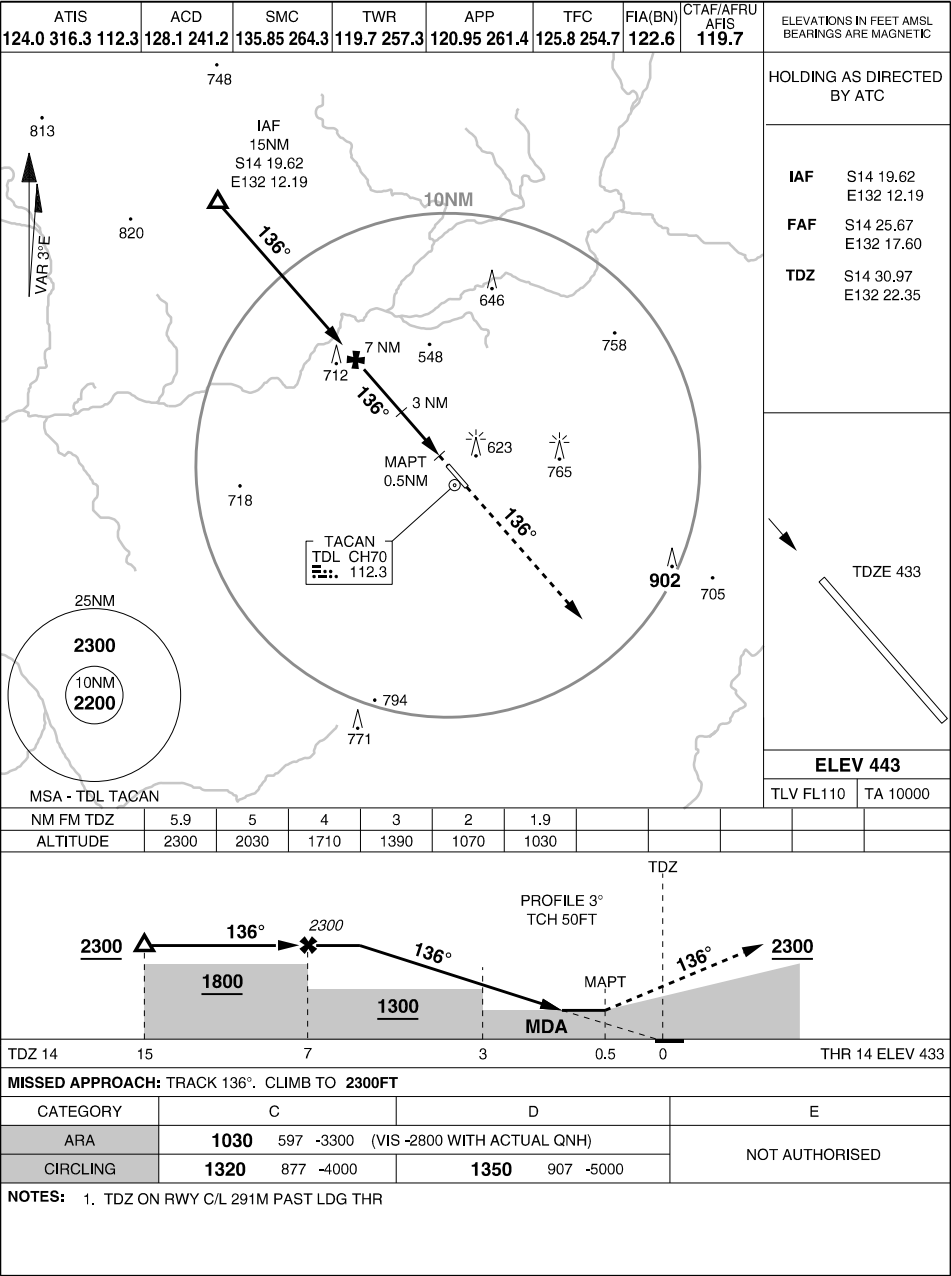 ATIS ACD SMC TWR APP TFC FIA(BN) CTAF/AFRU AFIS
124.0 316.3 112.3 128.1 241.2 135.85 264.3 119.7 257.3 120.95 261.4 125.8 254.7 122.6 119.7
ELEVATIONS IN FEET AMSL
BEARINGS ARE MAGNETIC
748
813
IAF
15NM
S14 19.62
E132 12.19
10NM
820
VAR 3°E
136°
646
7 NM
548
758
712
136°
3 NM
MAPT
0.5NM
623
765
718
136°
TACAN
TDL CH70
112.3
902
705
25NM
2300
10NM
2200
794
771
MSA - TDL TACAN
HOLDING AS DIRECTED
BY ATC
IAF S14 19.62
E132 12.19
FAF S14 25.67
E132 17.60
TDZ S14 30.97
E132 22.35
TDZE 433
ELEV 443
TLV FL110 TA 10000
NM FM TDZ 5.9 5 4 3 2 1.9
ALTITUDE 2300 2030 1710 1390 1070 1030
TDZ
PROFILE 3°
TCH 50FT
2300 136° 2300 136° 136° 2300
1800
1300
MAPT
MDA
TDZ 14 15 7 3 0.5 0 THR 14 ELEV 433
MISSED APPROACH: TRACK 136°. CLIMB TO 2300FT
CATEGORY C D E
ARA 1030 597 -3300 (VIS -2800 WITH ACTUAL QNH)
NOT AUTHORISED
CIRCLING 1320 877 -4000 1350 907 -5000
NOTES: 1. TDZ ON RWY C/L 291M PAST LDG THR